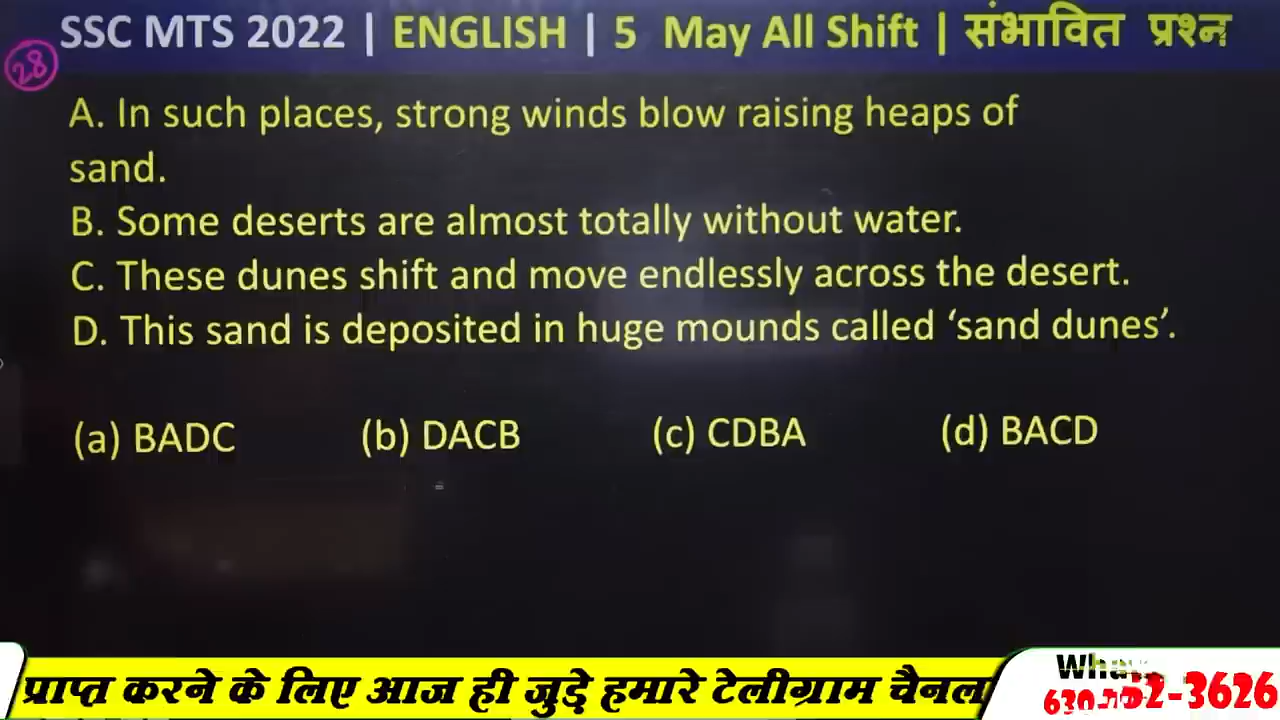 SSC MTS 2022 | ENGLISH | 5 May All Shift | संभावित प्रश्न
28
A. In such places, strong winds blow raising heaps of
sand.
B. Some deserts are almost totally without water.
C. These dunes shift and move endlessly across the desert.
D. This sand is deposited in huge mounds called ‘sand dunes’.
(a) BADC (b) DACB (c) CDBA (d) BACD
प्राप्त करने के लिए आज ही जुड़े हमारे टेलीग्राम चैनल